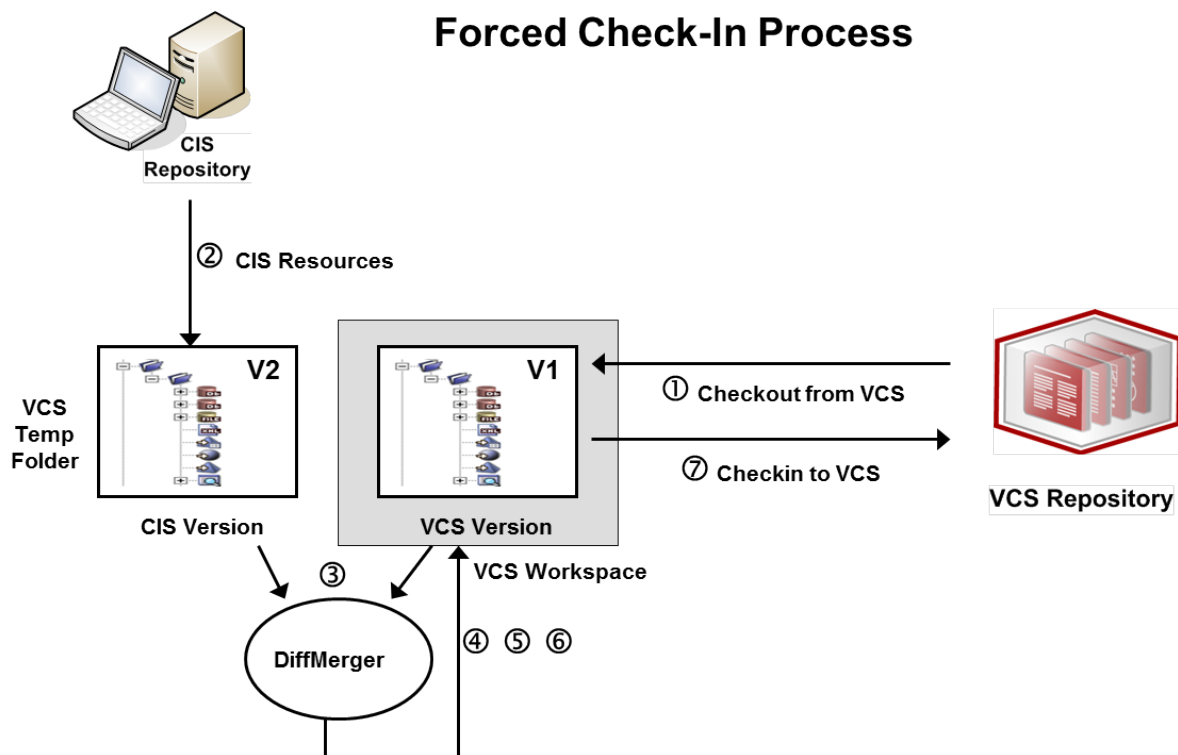 Forced Check-In Process
CIS
Repository
② CIS Resources
V2
V1
VCS
Temp
Folder
① Checkout from VCS
⑦ Checkin to VCS
VCS Repository
CIS Version
VCS Version
③
VCS Workspace
④ ⑤ ⑥
DiffMerger